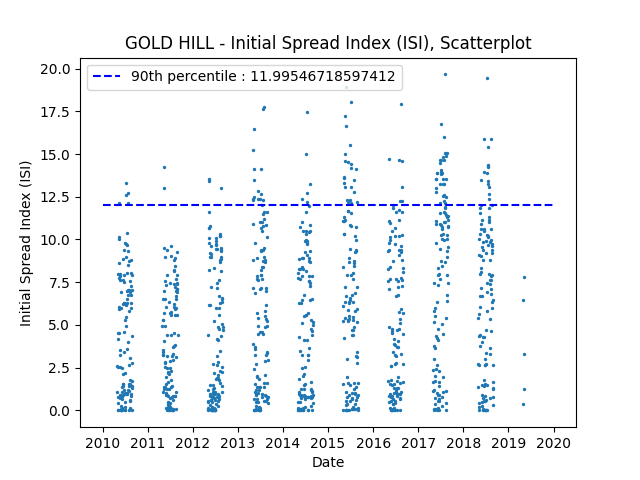 GOLD HILL - Initial Spread Index (ISI), Scatterplot
90th percentile : 11.99546718597412
20.0
17.5
15.0
12.5
10.0
7.5
5.0
2.5
0.0
Initial Spread Index (ISI)
2010 2011 2012 2013 2014 2015 2016 2017 2018 2019 2020
Date